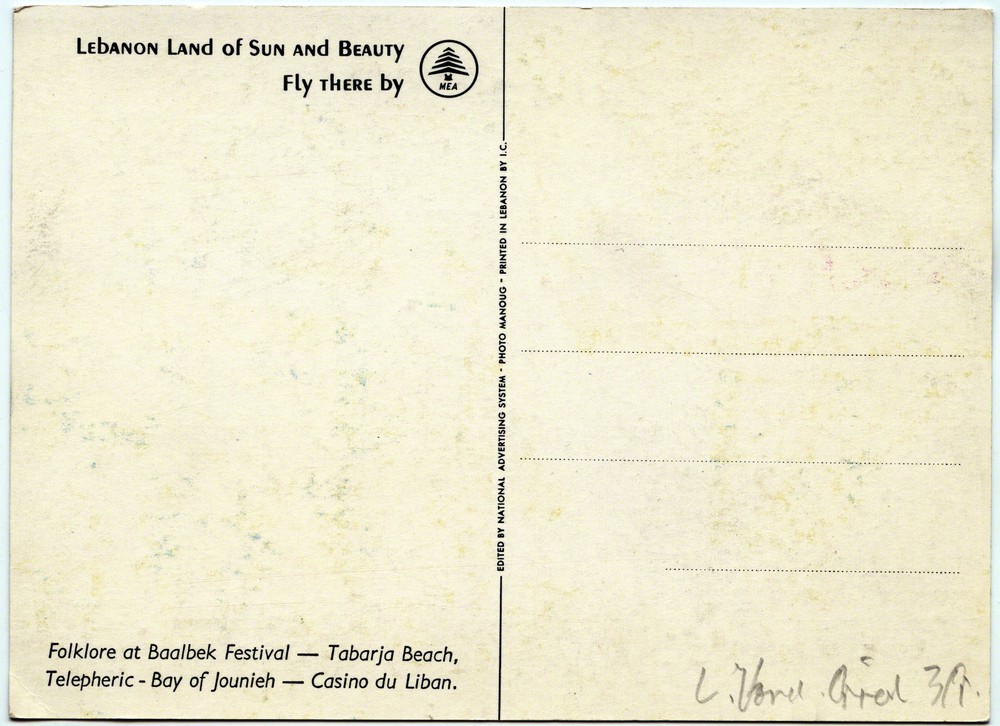 Lebanon Land of Sun and Beauty
Fly there by
MEA
EDITED BY NATIONAL ADVERTISING SYSTEM - PHOTO MANOUG - PRINTED IN LEBANON BY I.C.
Folklore at Baalbek Festival — Tabarja Beach,
Telepheric - Bay of Jounieh — Casino du Liban.